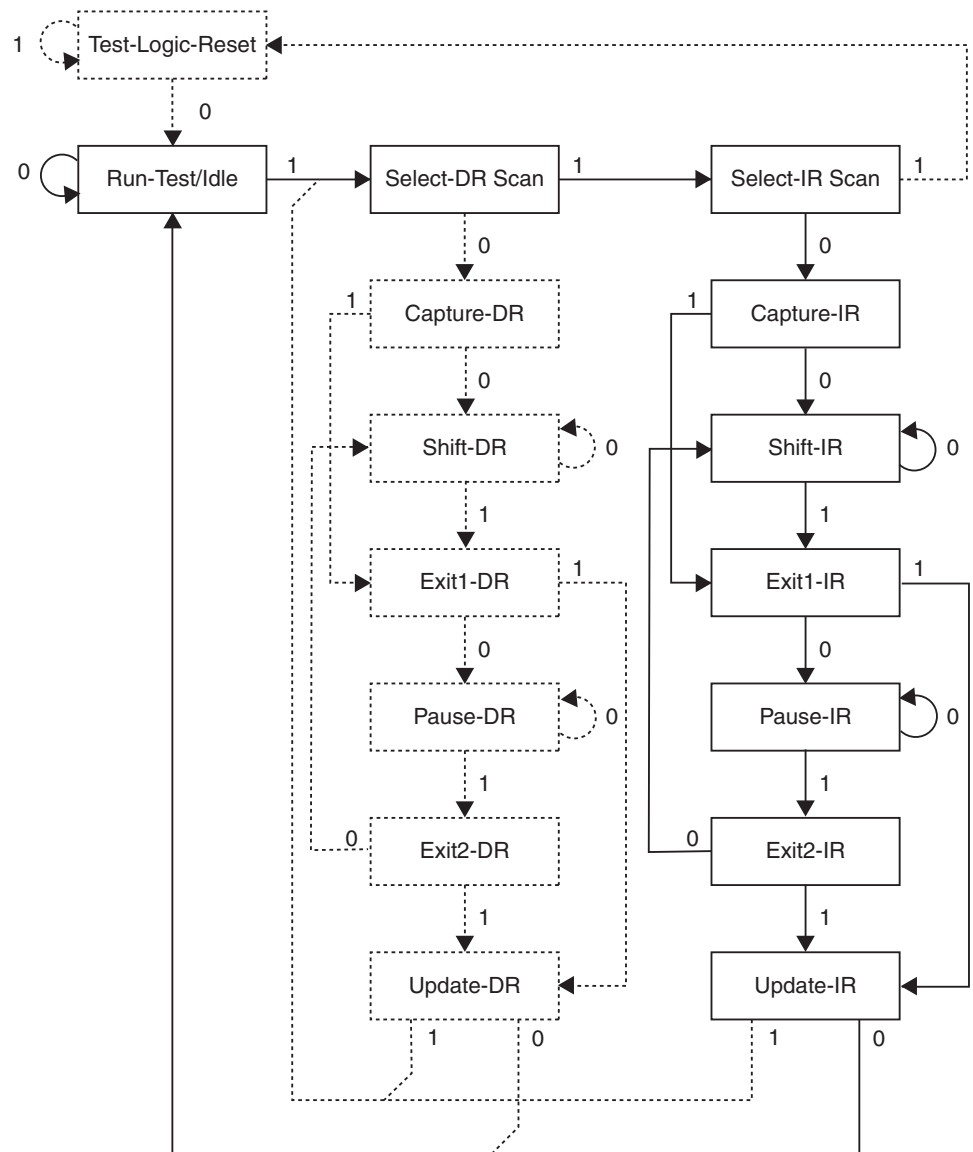 1
Test-Logic-Reset
0
0
Run-Test/Idle
1
Select-DR Scan
1
Select-IR Scan
1
0
0
1
Capture-DR
1
Capture-IR
0
0
Shift-DR
0
Shift-IR
0
1
1
Exit1-DR
1
Exit1-IR
1
0
0
Pause-DR
0
Pause-IR
0
1
1
0
Exit2-DR
0
Exit2-IR
1
1
Update-DR
Update-IR
1
0
1
0